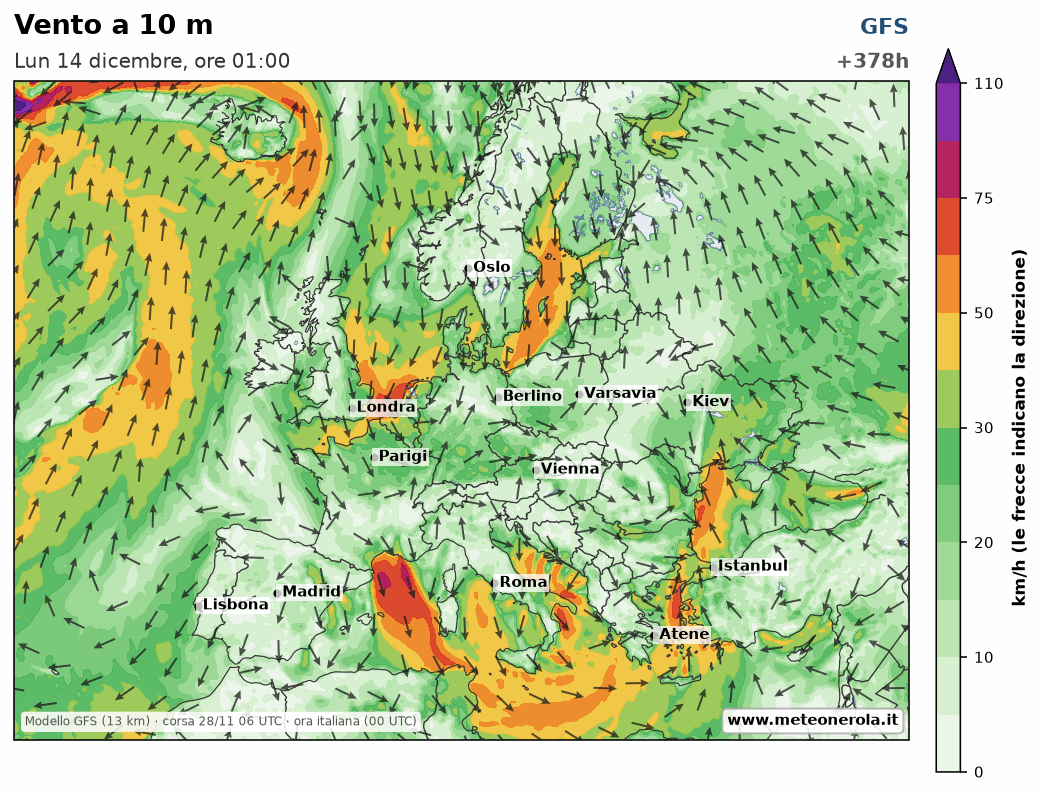 Vento a 10 m
GFS
Lun 14 dicembre, ore 01:00
+378h
110
75
50
30
20
10
0
km/h (le frecce indicano la direzione)
Oslo
Berlino
Varsavia
Kiev
Londra
Parigi
Vienna
Istanbul
Roma
Madrid
Lisbona
Atene
Modello GFS (13 km) · corsa 28/11 06 UTC · ora italiana (00 UTC)
www.meteonerola.it